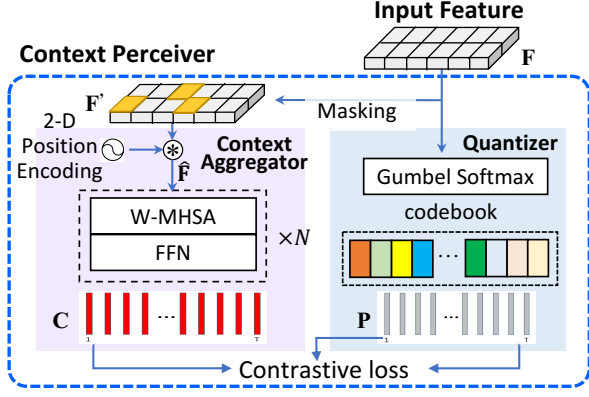 Input Feature
Context Perceiver
F
F'
Masking
2-D
Position
Encoding
Context
Aggregator
F̂
Quantizer
Gumbel Softmax
codebook
W-MHSA
FFN
×N
...
...
C
...
1
T
P
...
1
T
Contrastive loss